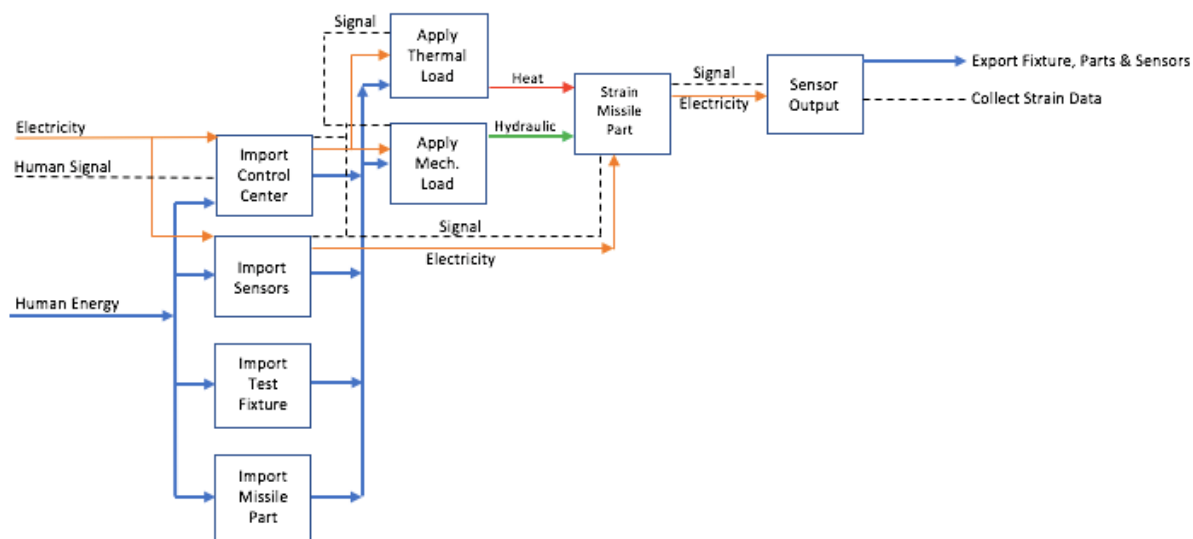 Signal
Apply
Thermal
Load
Heat
Strain
Missile
Part
Signal
Electricity
Sensor
Output
Export Fixture, Parts & Sensors
Collect Strain Data
Electricity
Human Signal
Import
Control
Center
Apply
Mech.
Load
Hydraulic
Signal
Electricity
Import
Sensors
Human Energy
Import
Test
Fixture
Import
Missile
Part